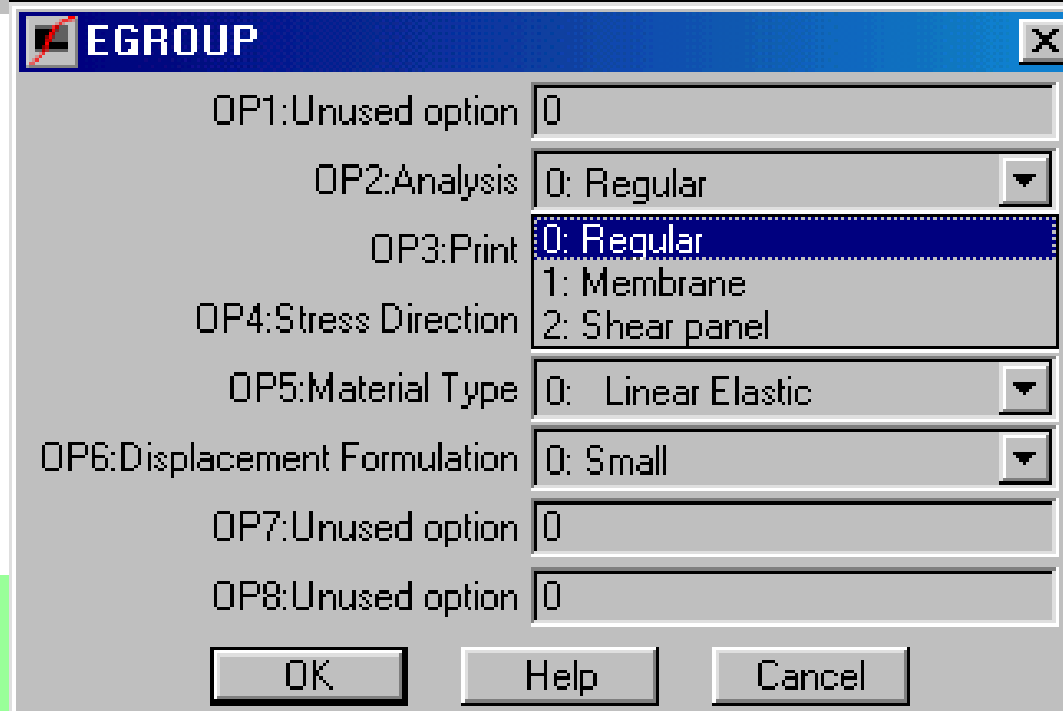 EGROUP
OP1:Unused option 0
OP2:Analysis 0: Regular
OP3:Print 0: Regular
1: Membrane
OP4:Stress Direction 2: Shear panel
OP5:Material Type 0: Linear Elastic
OP6:Displacement Formulation 0: Small
OP7:Unused option 0
OP8:Unused option 0
OK Help Cancel